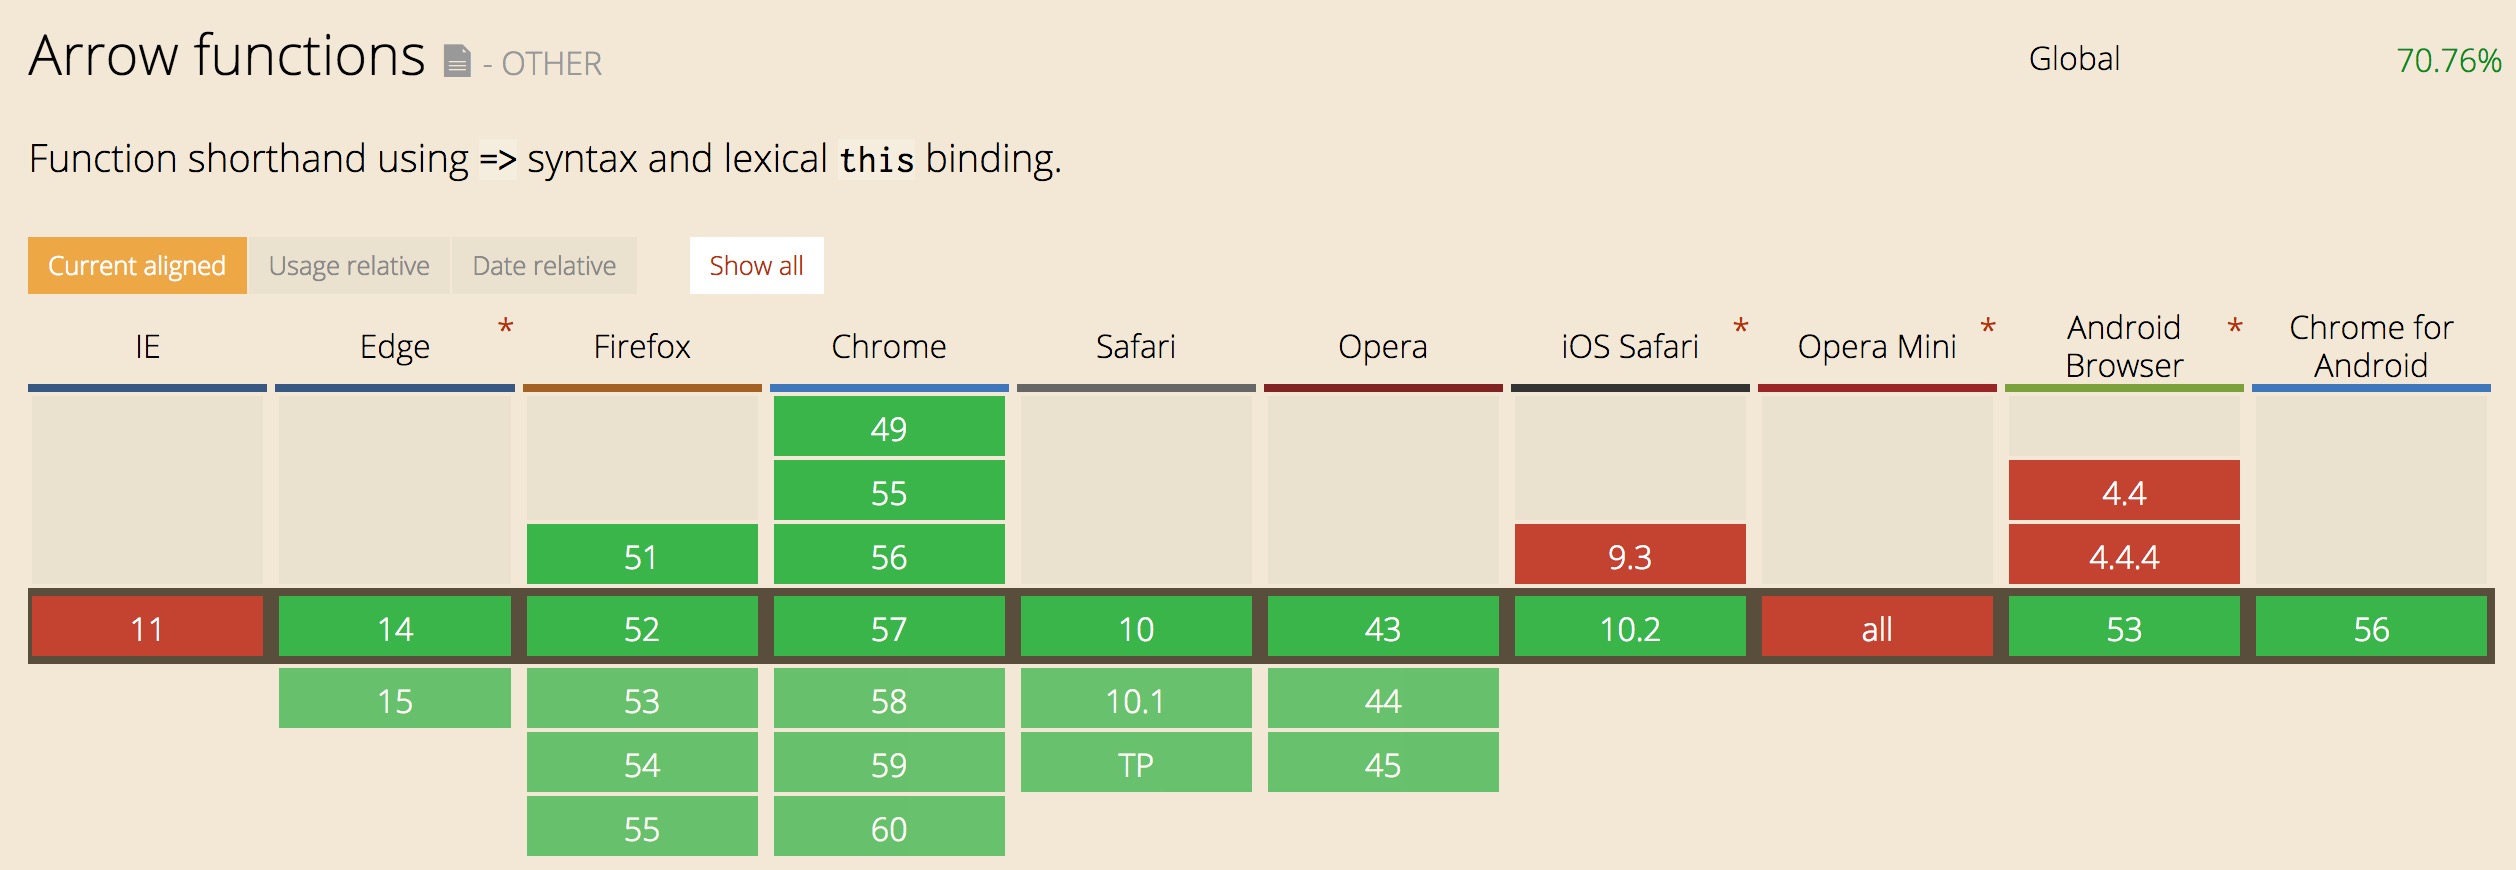 Arrow functions - OTHER
Global 70.76%
Function shorthand using => syntax and lexical this binding.
Current aligned Usage relative Date relative Show all
IE Edge * Firefox Chrome Safari Opera iOS Safari * Opera Mini * Android Browser * Chrome for Android
49
55 4.4
51 56 9.3 4.4.4
11 14 52 57 10 43 10.2 all 53 56
15 53 58 10.1 44
54 59 TP 45
55 60